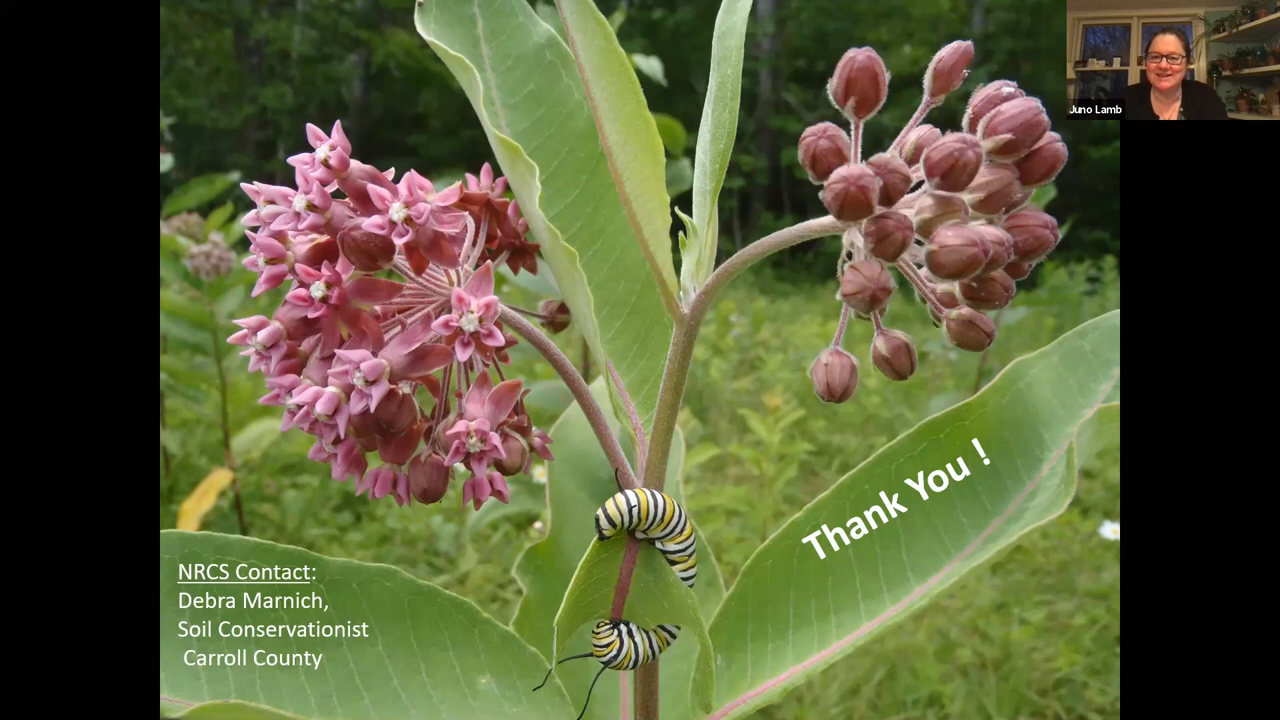 Juno Lamb
Thank You !
NRCS Contact:
Debra Marnich,
Soil Conservationist
Carroll County